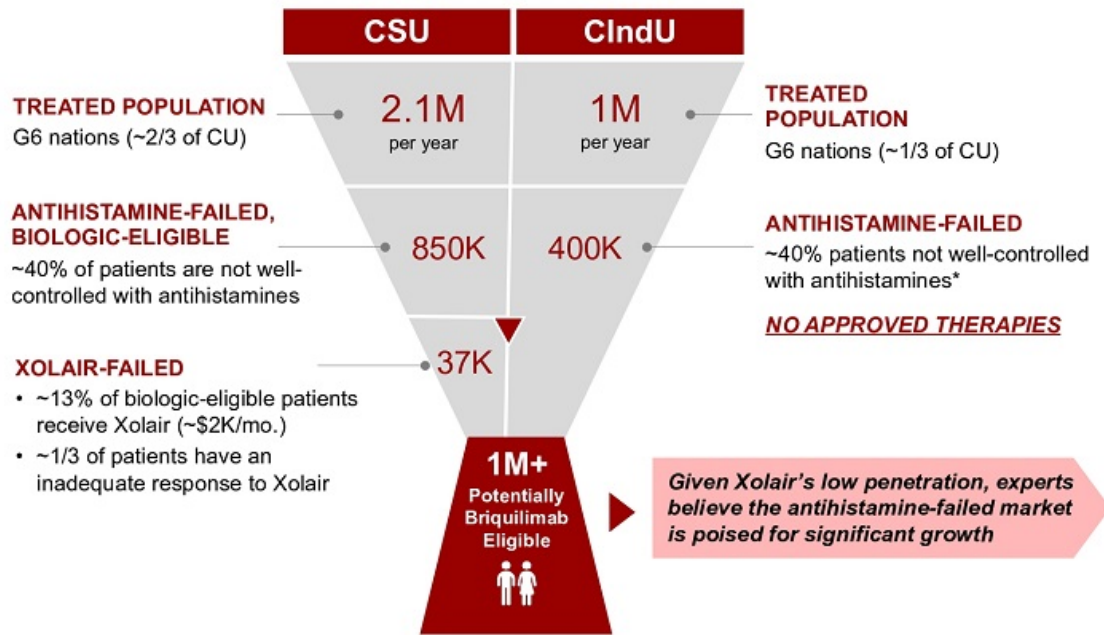 CSU
CIndU
TREATED POPULATION
G6 nations (~2/3 of CU)
2.1M
per year
1M
per year
TREATED
POPULATION
G6 nations (~1/3 of CU)
ANTIHISTAMINE-FAILED,
BIOLOGIC-ELIGIBLE
~40% of patients are not well-
controlled with antihistamines
850K
400K
ANTIHISTAMINE-FAILED
~40% patients not well-controlled
with antihistamines*
NO APPROVED THERAPIES
XOLAIR-FAILED
• ~13% of biologic-eligible patients
receive Xolair (~$2K/mo.)
• ~1/3 of patients have an
inadequate response to Xolair
37K
1M+
Potentially
Briquilimab
Eligible
Given Xolair's low penetration, experts
believe the antihistamine-failed market
is poised for significant growth